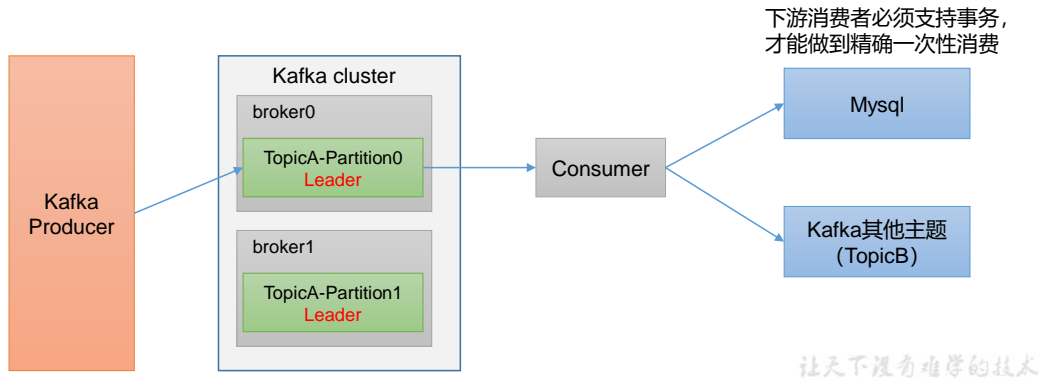 下游消费者必须支持事务，
才能做到精确一次性消费
Kafka cluster
broker0
TopicA-Partition0
Leader
broker1
TopicA-Partition1
Leader
Kafka
Producer
Consumer
Mysql
Kafka其他主题
（TopicB）
让天下没有难学的技术